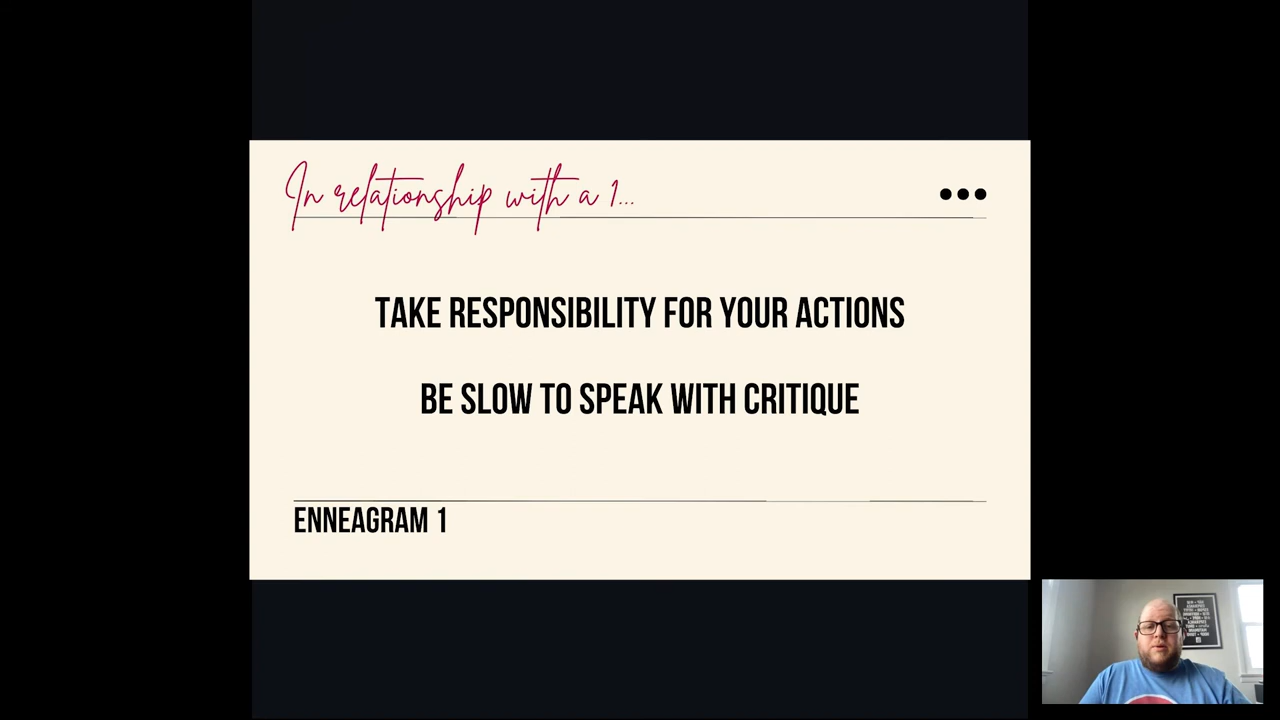 In relationship with a 1...
TAKE RESPONSIBILITY FOR YOUR ACTIONS
BE SLOW TO SPEAK WITH CRITIQUE
ENNEAGRAM 1